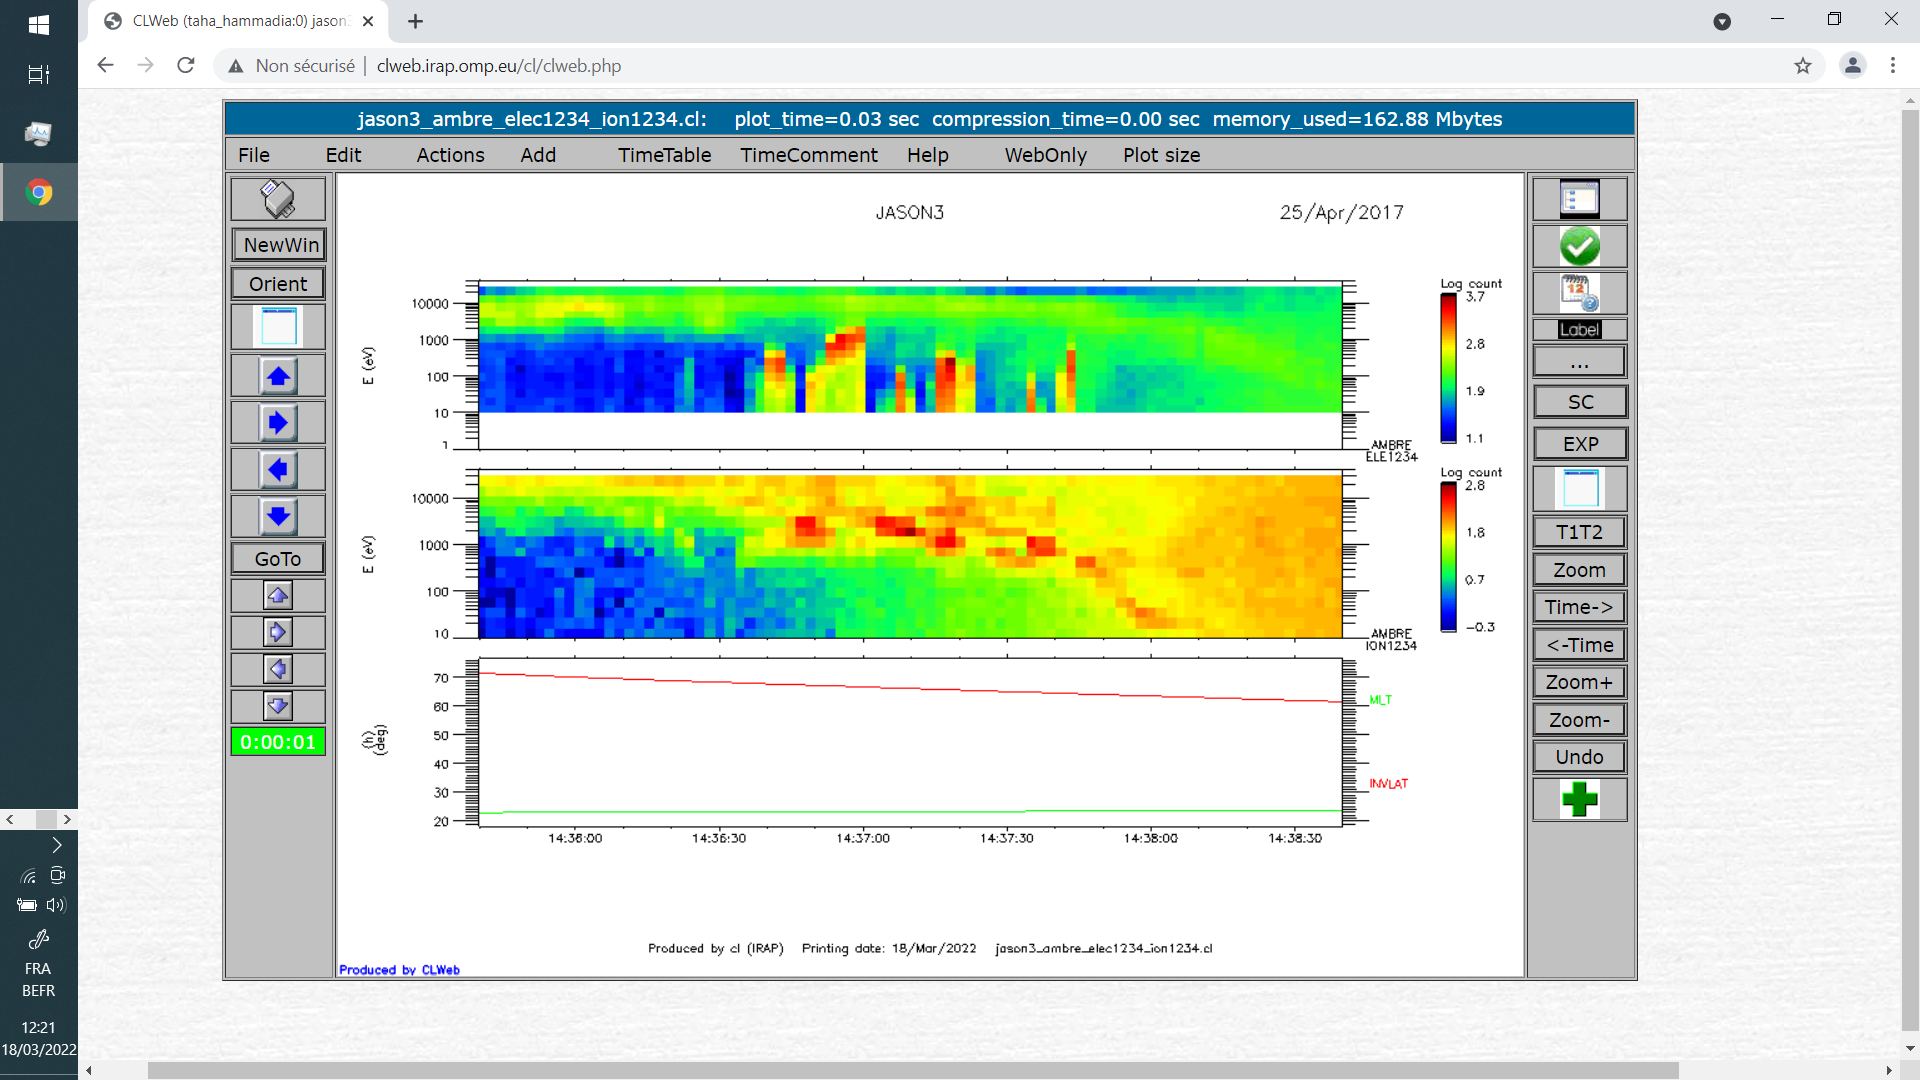 CLWeb (taha_hammadia:0) jason3
Non sécurisé | clweb.irap.omp.eu/cl/clweb.php
jason3_ambre_elec1234_ion1234.cl: plot_time=0.03 sec compression_time=0.00 sec memory_used=162.88 Mbytes
File Edit Actions Add TimeTable TimeComment Help WebOnly Plot size
NewWin
Orient
GoTo
0:00:01
JASON3 25/Apr/2017
Log count
3.7
2.8
1.9
1.1
10000
1000
100
10
1
E (eV)
AMBRE
ELE1234
Log count
2.8
1.8
0.7
-0.3
10000
1000
100
10
E (eV)
AMBRE
ION1234
70
60
50
40
30
20
(h)
(deg)
MLT
INVLAT
14:36:30 14:37:00 14:37:30 14:38:00 14:38:30
Produced by cl (IRAP) Printing date: 18/Mar/2022 jason3_ambre_elec1234_ion1234.cl
Produced by CLWeb
12
Label
...
SC
EXP
T1T2
Zoom
Time->
<-Time
Zoom+
Zoom-
Undo
FRA
BEFR
12:21
18/03/2022